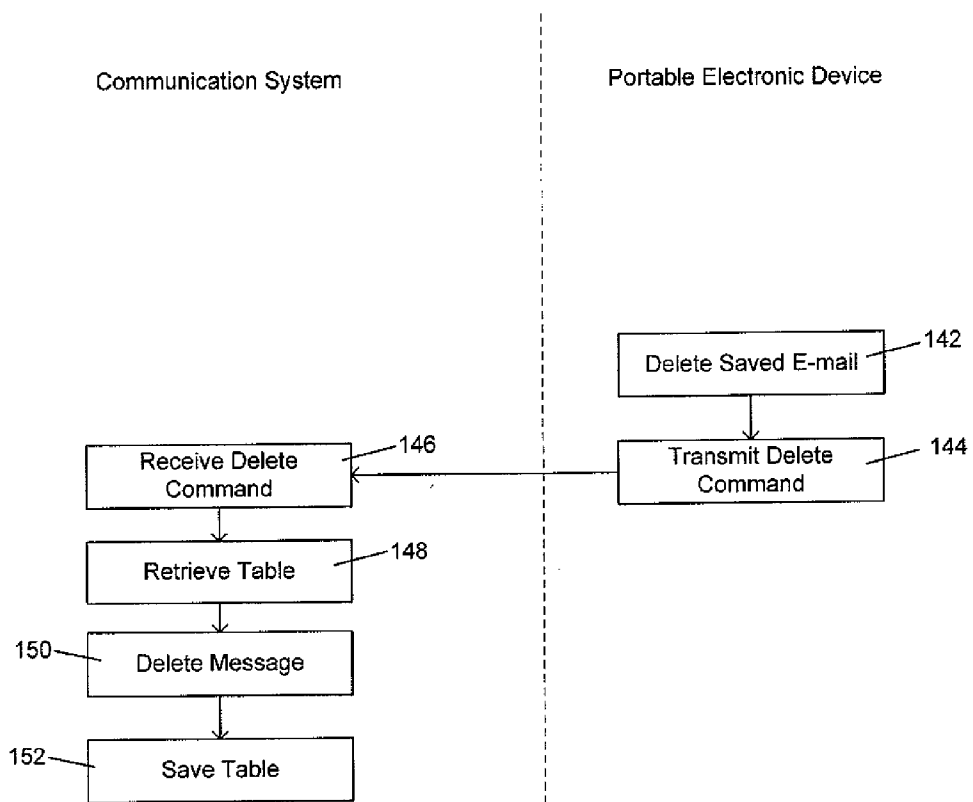 Communication System
Portable Electronic Device
Delete Saved E-mail
142
Receive Delete
Command
146
Transmit Delete
Command
144
Retrieve Table
148
150
Delete Message
152
Save Table